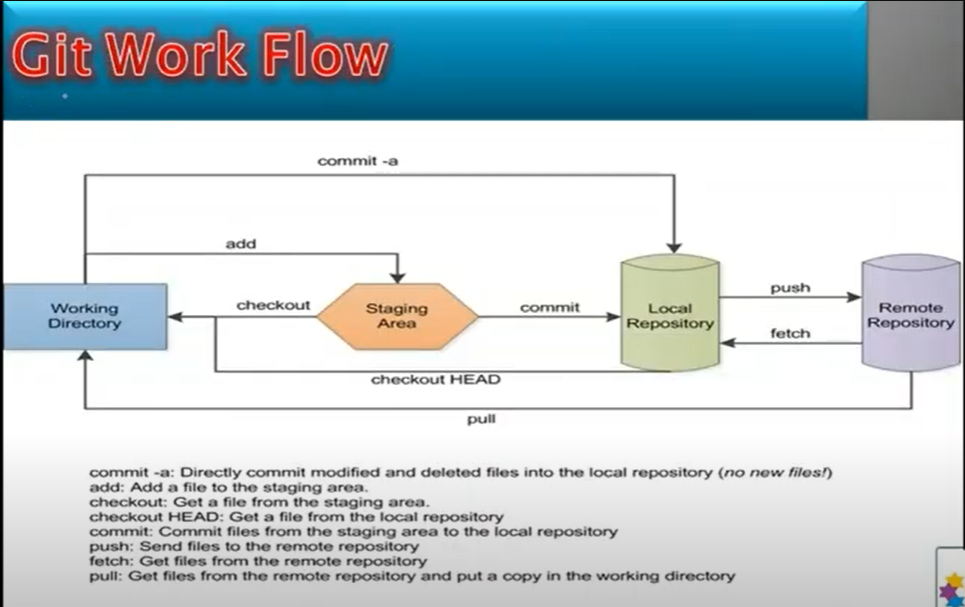 Git Work Flow
commit -a
add
Working
Directory
checkout
Staging
Area
commit
Local
Repository
push
fetch
Remote
Repository
checkout HEAD
pull
commit -a: Directly commit modified and deleted files into the local repository (no new files!)
add: Add a file to the staging area.
checkout: Get a file from the staging area.
checkout HEAD: Get a file from the local repository
commit: Commit files from the staging area to the local repository
push: Send files to the remote repository
fetch: Get files from the remote repository
pull: Get files from the remote repository and put a copy in the working directory